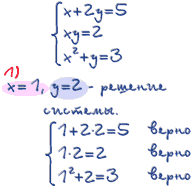 x+2y=5
xy=2
x²+y=3
1)
x=1, y=2 - решение
системы.
1+2·2=5 верно
1·2=2 верно
1²+2=3 верно